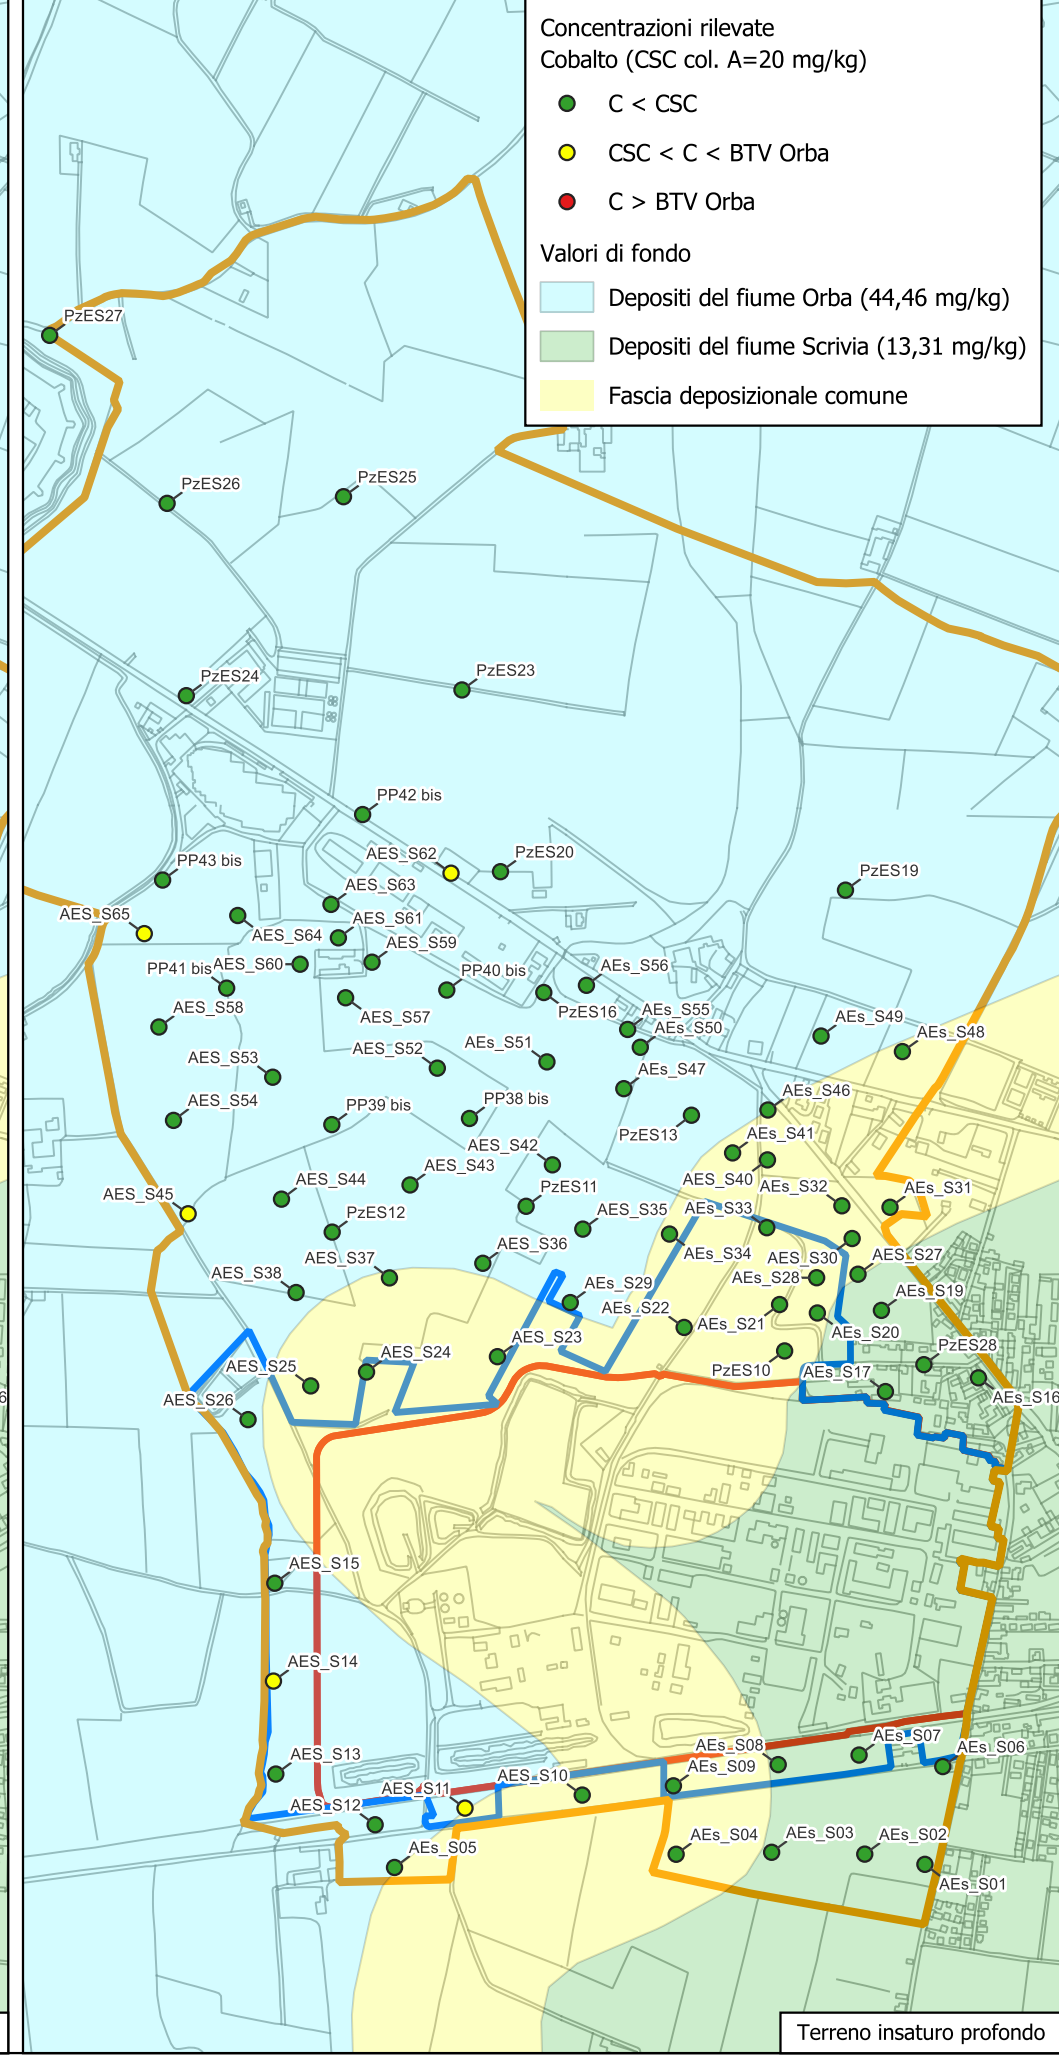 Concentrazioni rilevate
Cobalto (CSC col. A=20 mg/kg)
C < CSC
CSC < C < BTV Orba
C > BTV Orba
Valori di fondo
Depositi del fiume Orba (44,46 mg/kg)
Depositi del fiume Scrivia (13,31 mg/kg)
Fascia deposizionale comune
PzES27
PzES26
PzES25
PzES24
PzES23
PP42 bis
AES_S62
PzES20
PP43 bis
PzES19
AES_S63
AES_S65
AES_S61
AES_S64
AES_S59
PP41 bis
AES_S60
PP40 bis
AEs_S56
AES_S58
AES_S57
PzES16
AEs_S55
AEs_S49
AEs_S50
AEs_S48
AEs_S51
AES_S52
AES_S53
AEs_S47
AEs_S46
AES_S54
PP39 bis
PP38 bis
PzES13
AEs_S41
AES_S42
AES_S43
AES_S44
AES_S40
AEs_S32
AEs_S31
AES_S45
PzES11
PzES12
AES_S35
AEs_S33
AEs_S36
AEs_S34
AES_S37
AES_S30
AEs_S27
AES_S38
AEs_S28
AES_S29
AEs_S19
AEs_S22
AEs_S21
AES_S23
AES_S20
AES_S24
PzES28
AES_S25
PzES10
AES_S17
AES_S26
AEs_S16
6
AES_S15
AES_S14
AEs_S07
AEs_S08
AEs_S06
AES_S13
AES_S10
AEs_S09
AES_S11
AES_S12
AEs_S05
AEs_S04
AEs_S03
AEs_S02
AEs_S01
Terreno insaturo profondo